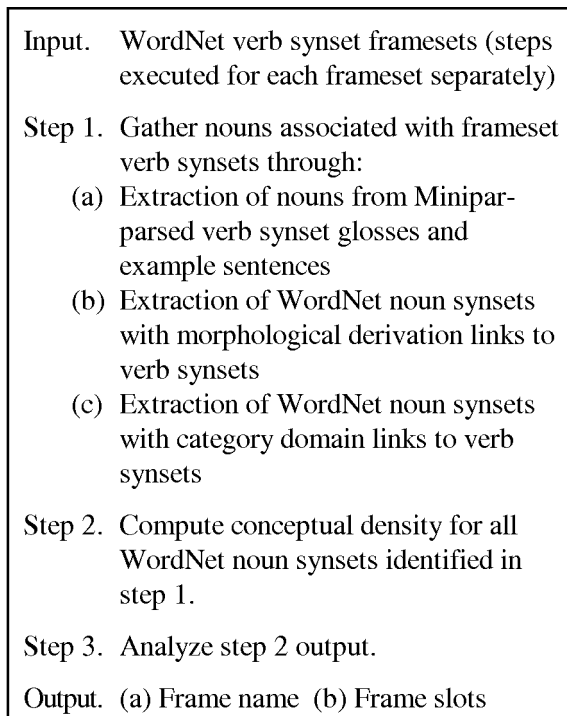 Input. WordNet verb synset framesets (steps
executed for each frameset separately)
Step 1. Gather nouns associated with frameset
verb synsets through:
(a) Extraction of nouns from Minipar-
parsed verb synset glosses and
example sentences
(b) Extraction of WordNet noun synsets
with morphological derivation links to
verb synsets
(c) Extraction of WordNet noun synsets
with category domain links to verb
synsets
Step 2. Compute conceptual density for all
WordNet noun synsets identified in
step 1.
Step 3. Analyze step 2 output.
Output. (a) Frame name (b) Frame slots